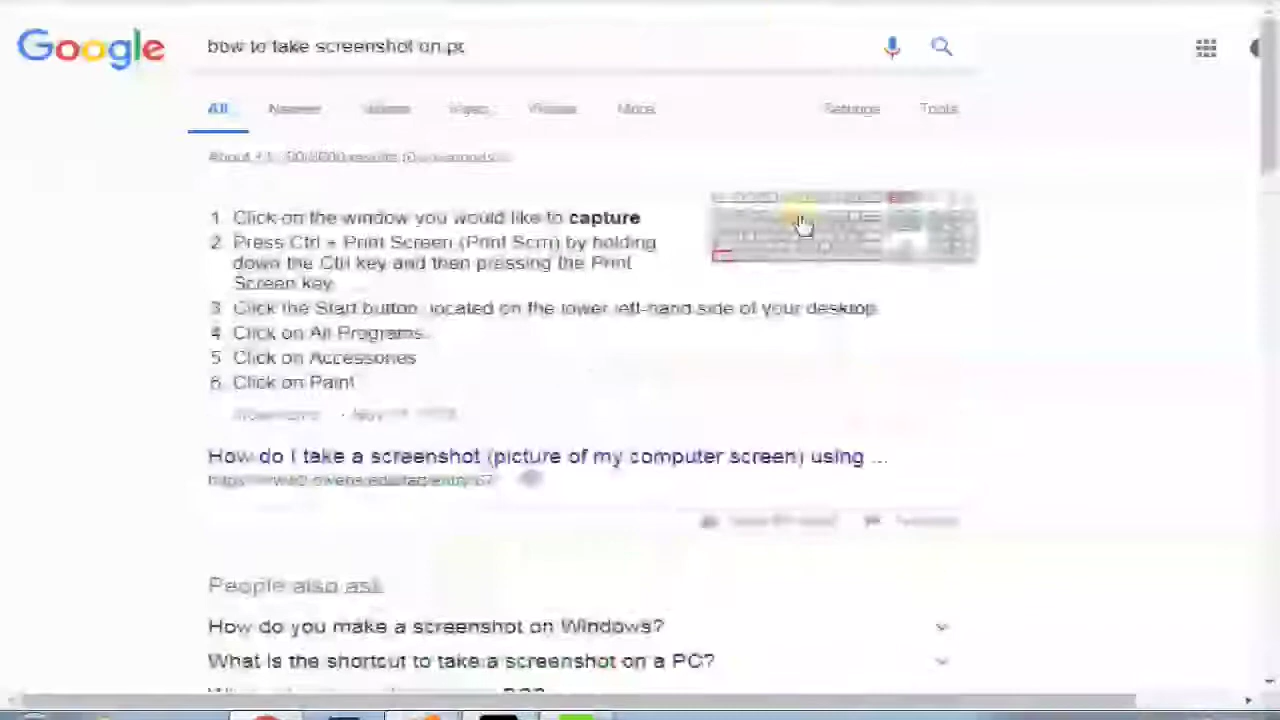 Google
how to take screenshot on pc
All
More
Settings
Tools
1. Click on the window you would like to capture
2. Press Ctrl + Print Screen (Print Scrn) by holding
down the Ctrl key and then pressing the Print
Screen key.
3. Click the Start button, located on the lower left-hand side of your desktop.
4. Click on All Programs.
5. Click on Accessories
6. Click on Paint
How do I take a screenshot (picture of my computer screen) using ...
People also ask
How do you make a screenshot on Windows?
What is the shortcut to take a screenshot on a PC?